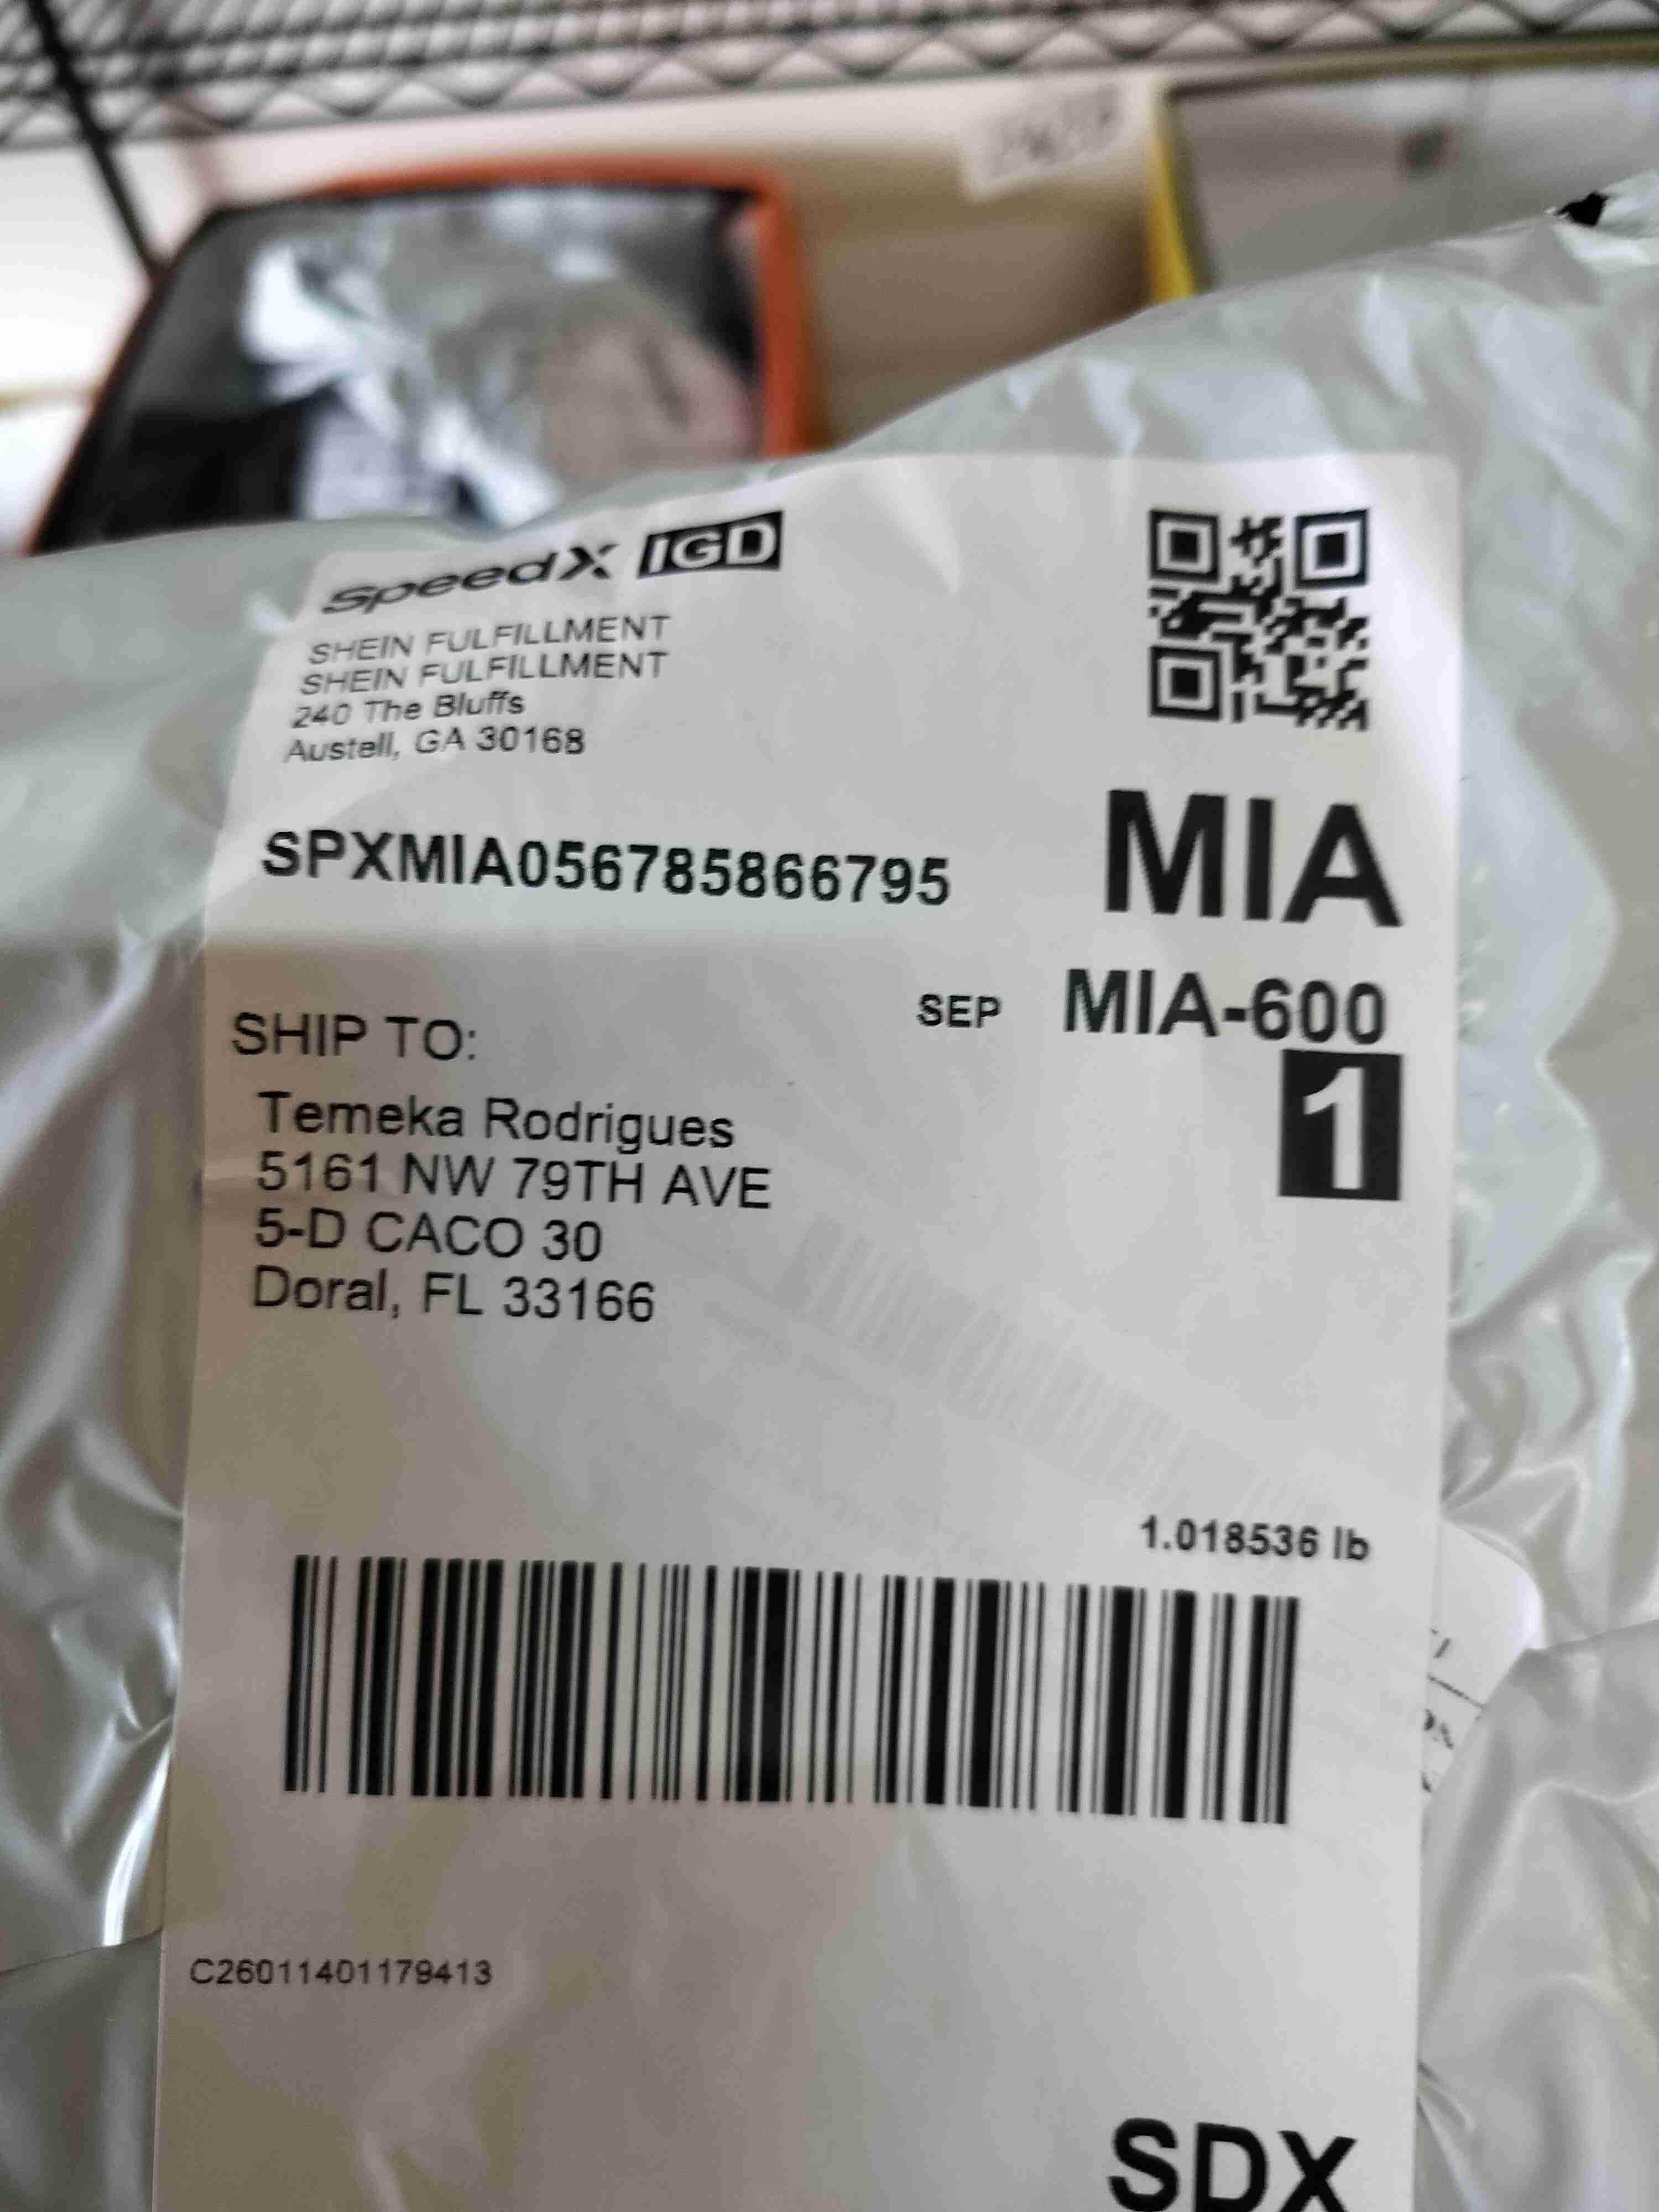 SpeedX IGD
SHEIN FULFILLMENT
SHEIN FULFILLMENT
240 The Bluffs
Austell, GA 30168
SPXMIA056785866795
MIA
SEP MIA-600
1
SHIP TO:
Temeka Rodrigues
5161 NW 79TH AVE
5-D CACO 30
Doral, FL 33166
1.018536 lb
C26011401179413
SDX